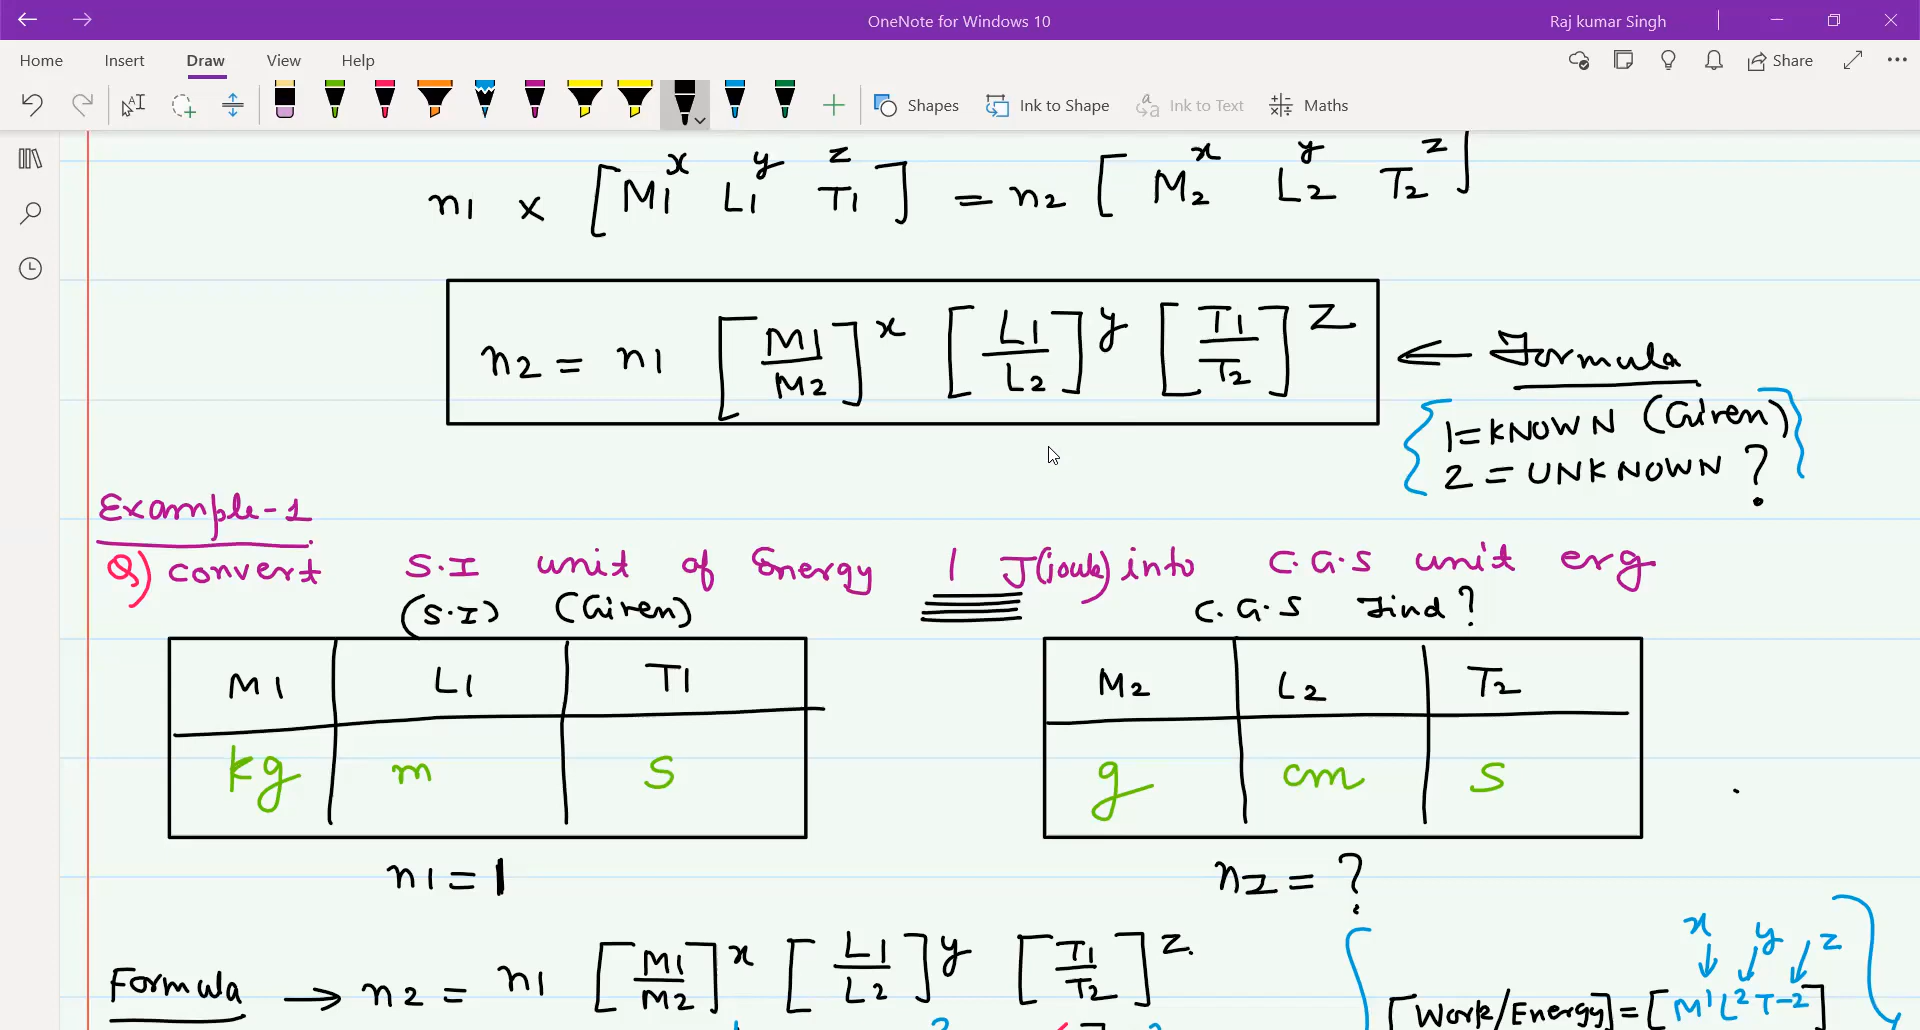 OneNote for Windows 10
Raj kumar Singh
Home Insert Draw View Help
Share
Shapes Ink to Shape Ink to Text Maths
n1 x [M1^x L1^y T1^z] = n2 [M2^x L2^y T2^z]
n2 = n1 [M1/M2]^x [L1/L2]^y [T1/T2]^z ← Formula
{1=KNOWN (Given)
2=UNKNOWN ?}
Example-1
Q) convert S.I unit of Energy 1 J(joule) into C.G.S unit erg
(S.I) (Given) C.G.S Find?
M1 L1 T1
kg m s
M2 L2 T2
g cm s
n1=1
n2=?
x y z
Formula → n2 = n1 [M1/M2]^x [L1/L2]^y [T1/T2]^z.
[Work/Energy]=[M^1 L^2 T^-2]